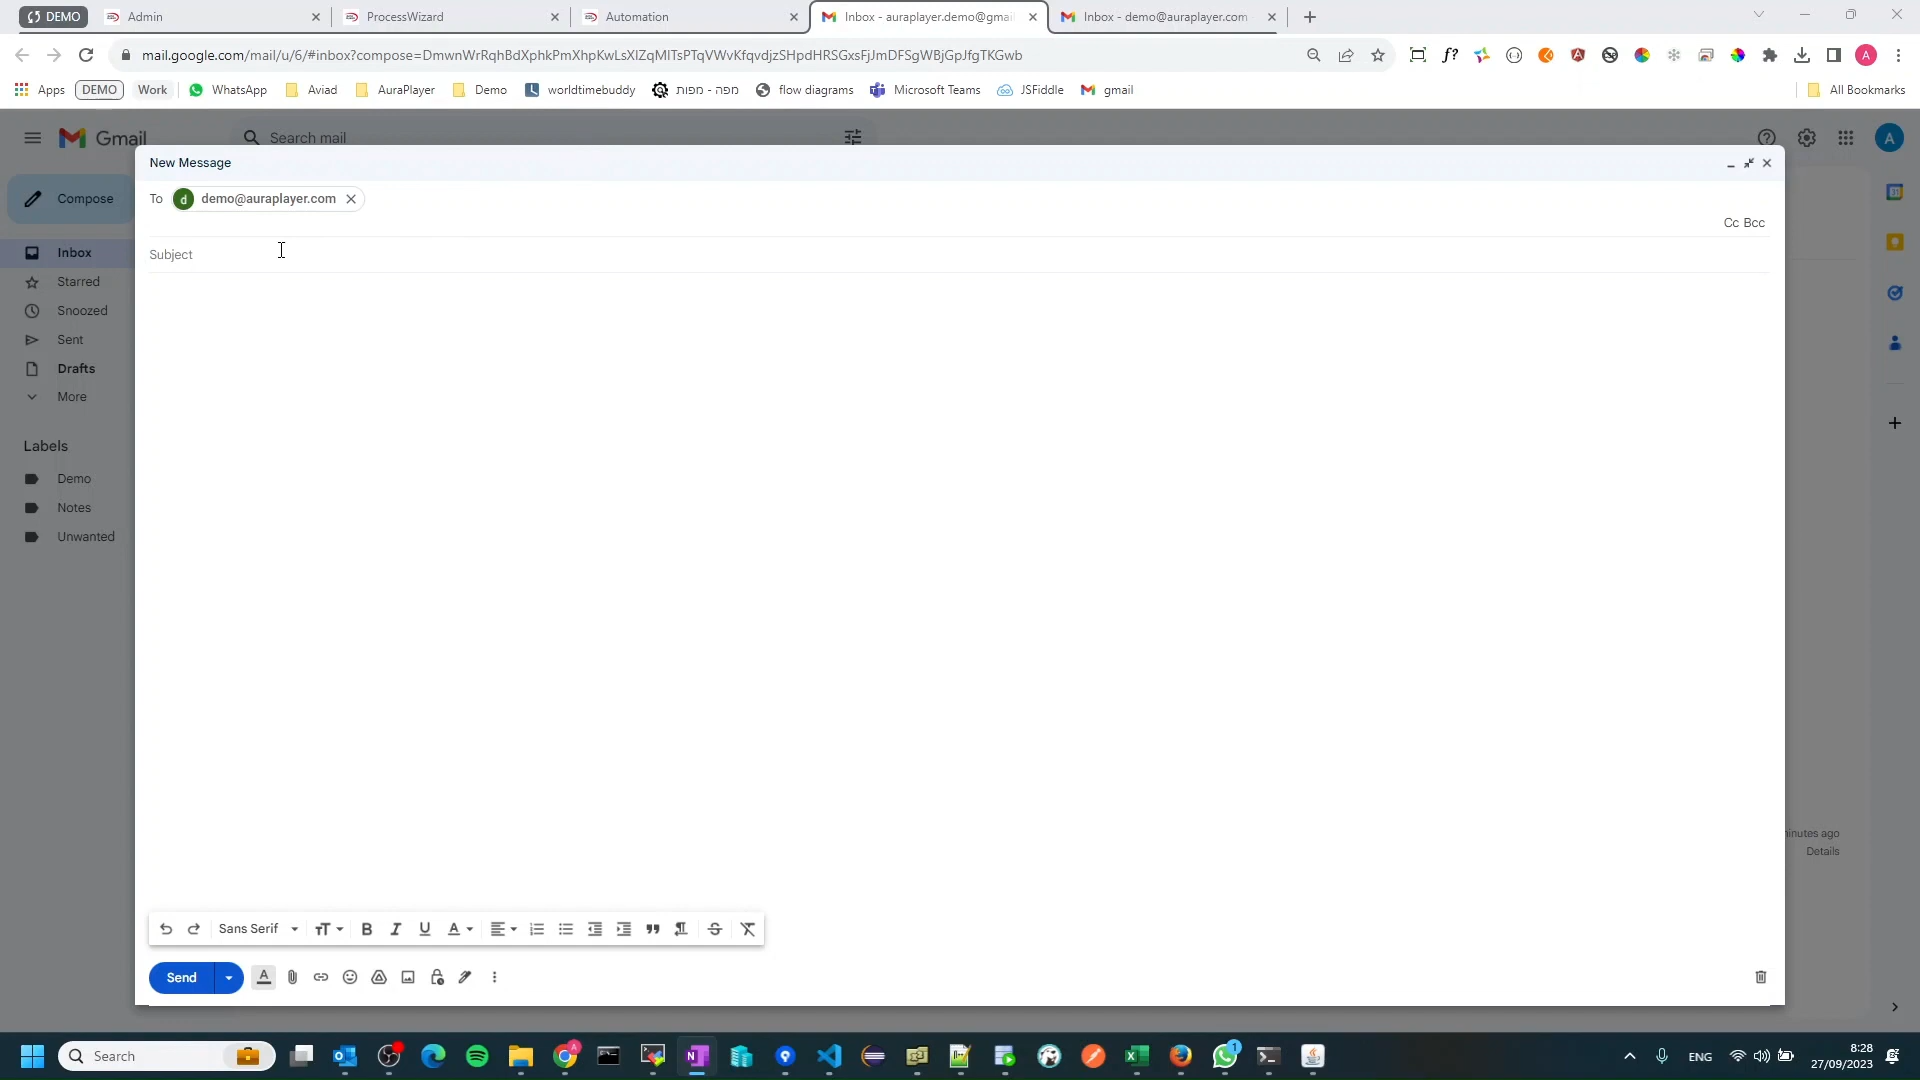 DEMO
Admin
ProcessWizard
Automation
Inbox - auraplayer.demo@gmai
Inbox - demo@auraplayer.com
mail.google.com/mail/u/6/#inbox?compose=DmwnWrRqhBdXphkPmXhpKwLsXlZqMlTsPTqVWvKfqvdjzSHpdHRSGxsFjJmDFSgWBjGpJfgTKGwb
Apps
DEMO
Work
WhatsApp
Aviad
AuraPlayer
Demo
worldtimebuddy
מפה - מפות
flow diagrams
Microsoft Teams
JSFiddle
gmail
All Bookmarks
Gmail
Search mail
A
New Message
Compose
To
d
demo@auraplayer.com
Cc Bcc
Subject
Inbox
Starred
Snoozed
Sent
Drafts
More
Labels
Demo
Notes
Unwanted
inutes ago
Details
Sans Serif
Send
Search
ENG
8:28
27/09/2023